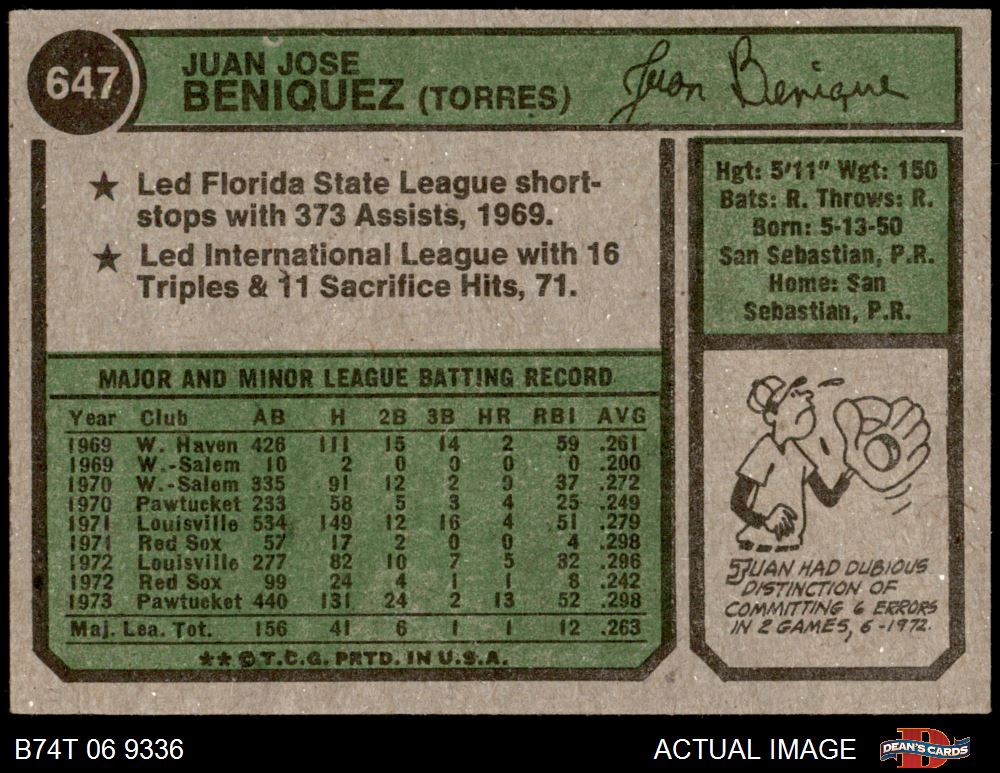 647
JUAN JOSE
BENIQUEZ (TORRES)
Juan Beniquez
★ Led Florida State League short-
stops with 373 Assists, 1969.
★ Led International League with 16
Triples & 11 Sacrifice Hits, 71.
Hgt: 5'11" Wgt: 150
Bats: R. Throws: R.
Born: 5-13-50
San Sebastian, P.R.
Home: San
Sebastian, P.R.
MAJOR AND MINOR LEAGUE BATTING RECORD
Year Club AB H 2B 3B HR RBI AVG
1969 W. Haven 426 111 15 14 2 59 .261
1969 W.-Salem 10 2 0 0 0 0 .200
1970 W.-Salem 335 91 12 2 9 37 .272
1970 Pawtucket 233 58 5 3 4 25 .249
1971 Louisville 534 149 12 16 4 51 .279
1971 Red Sox 57 17 2 0 0 4 .298
1972 Louisville 277 82 10 7 5 32 .296
1972 Red Sox 99 24 4 1 1 8 .242
1973 Pawtucket 440 131 24 2 13 52 .298
Maj. Lea. Tot. 156 41 6 1 1 12 .263
★★ © T.C.G. PRTD. IN U.S.A.
JUAN HAD DUBIOUS
DISTINCTION OF
COMMITTING 6 ERRORS
IN 2 GAMES, 6-1972.
B74T 06 9336
ACTUAL IMAGE
DEAN'S CARDS